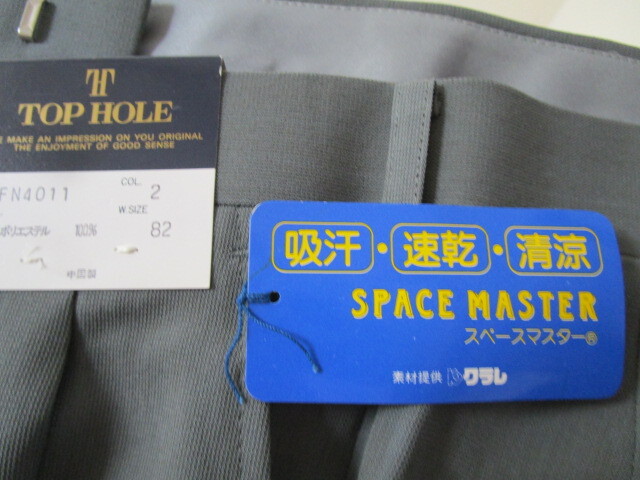 TT
TOP HOLE
E MAKE AN IMPRESSION ON YOU ORIGINAL
THE ENJOYMENT OF GOOD SENSE
FN4011
COL. 2
W.SIZE 82
ポリエステル 100%
中国製
吸汗・速乾・清涼
SPACE MASTER
スペースマスター®
素材提供 クラレ